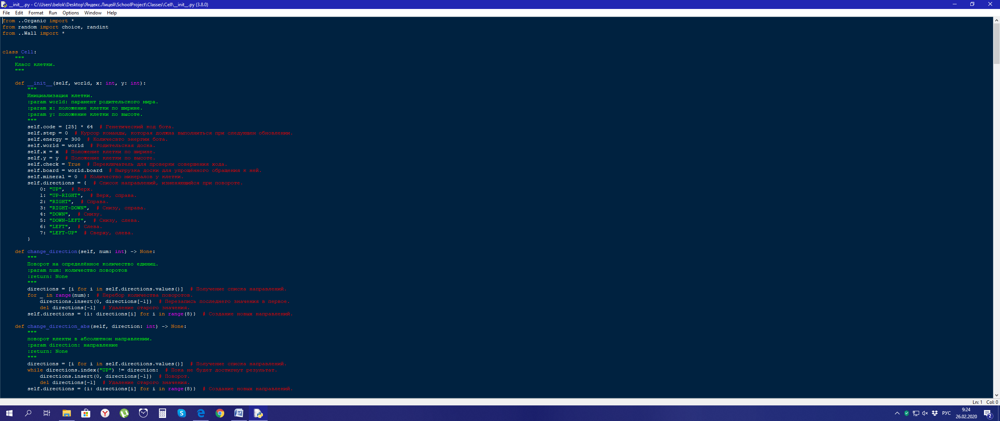 __init__.py - C:\Users\belok\Desktop\Яндекс.Лицей\SchoolProject\Classes\Cell\__init__.py (3.8.0)
File Edit Format Run Options Window Help
from ..Organic import *
from random import choice, randint
from ..Wall import *
class Cell:
    """
    Класс клетки.
    """
    def __init__(self, world, x: int, y: int):
        """
        Инициализация клетки.
        :param world: парамент родительского мира.
        :param x: положение клетки по ширине.
        :param y: положение клетки по высоте.
        """
        self.code = [25] * 64  # Генетический код бота.
        self.step = 0  # Курсор команды, которая должна выполниться при следующем обновлении.
        self.energy = 300  # Количесвто энергии бота.
        self.world = world  # Родительская доска.
        self.x = x  # Положение клетки по ширине.
        self.y = y  # Положение клетки по высоте.
        self.check = True  # Переключатель для проверки совершения хода.
        self.board = world.board  # Выгрузка доски для упрощённого обращения к ней.
        self.mineral = 0  # Количество минералов у клетки.
        self.directions = {  # Список направлений, изменяющийся при повороте.
            0: "UP",  # Верх.
            1: "UP-RIGHT",  # Верх, справа.
            2: "RIGHT",  # Справа.
            3: "RIGHT-DOWN",  # Снизу, справа.
            4: "DOWN",  # Снизу.
            5: "DOWN-LEFT",  # Снизу, слева.
            6: "LEFT",  # Слева.
            7: "LEFT-UP"  # Сверху, слева.
        }
    def change_direction(self, num: int) -> None:
        """
        Поворот на определённое количество единиц.
        :param num: количество поворотов
        :return: None
        """
        directions = [i for i in self.directions.values()]  # Получение списка направлений.
        for _ in range(num):  # Перебор количества поворотов.
            directions.insert(0, directions[-1])  # Перезапись последнего значения в первое.
            del directions[-1]  # Удаление старого значения.
        self.directions = {i: directions[i] for i in range(8)}  # Создание новых направлений.
    def change_direction_abs(self, direction: int) -> None:
        """
        поворот клекти в абсолютном направлении.
        :param direction: направление
        :return: None
        """
        directions = [i for i in self.directions.values()]  # Получение списка направлений.
        while directions.index("UP") != direction:  # Пока не будет достигнут результат.
            directions.insert(0, directions[-1])  # Поворот.
            del directions[-1]  # Удаление старого значения.
        self.directions = {i: directions[i] for i in range(8)}  # Создание новых направлений.
Ln: 1 Col: 0
РУС
9:24
26.02.2020
2